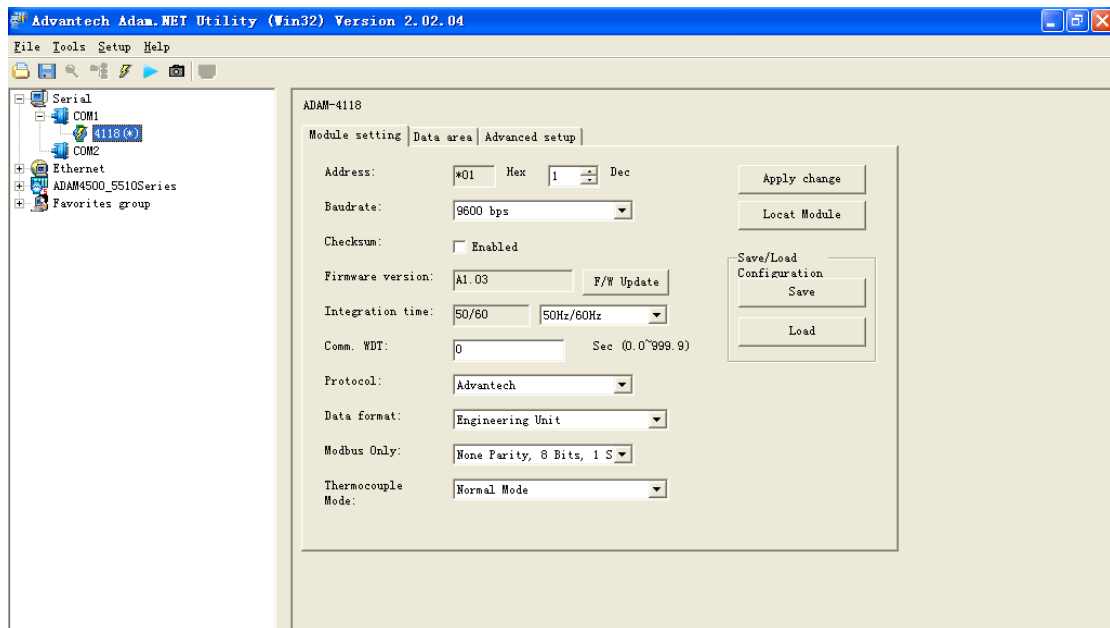 Advantech Adam.NET Utility (Win32) Version 2.02.04
File Tools Setup Help
Serial
COM1
4118(*)
COM2
Ethernet
ADAM4500_5510Series
Favorites group
ADAM-4118
Module setting Data area Advanced setup
Address: *01 Hex 1 Dec
Apply change
Baudrate: 9600 bps
Locat Module
Checksum: Enabled
Save/Load Configuration
Firmware version: A1.03 F/W Update
Save
Integration time: 50/60 50Hz/60Hz
Load
Comm. WDT: 0 Sec (0.0~999.9)
Protocol: Advantech
Data format: Engineering Unit
Modbus Only: None Parity, 8 Bits, 1 S
Thermocouple Mode: Normal Mode